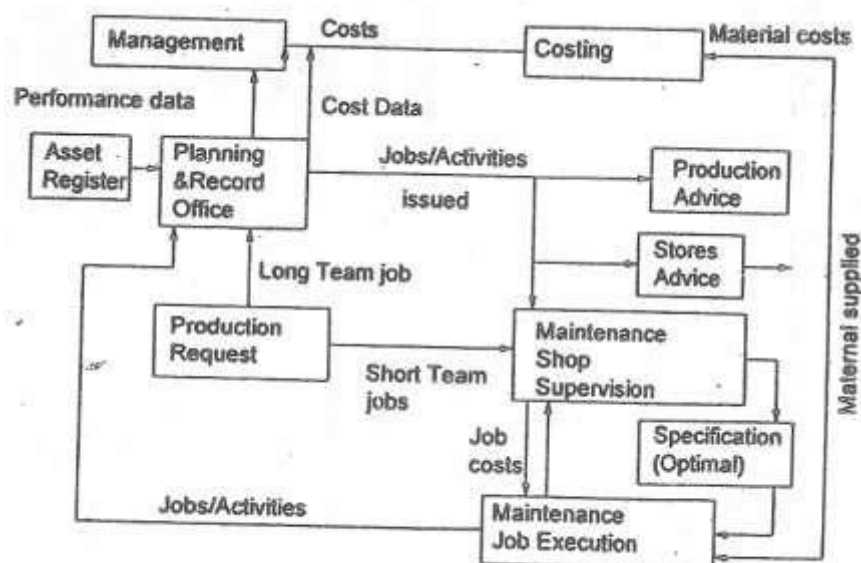 Management
Costs
Costing
Material costs
Performance data
Cost Data
Asset
Register
Planning
&Record
Office
Jobs/Activities
issued
Production
Advice
Long Team job
Stores
Advice
Production
Request
Short Team
jobs
Maintenance
Shop
Supervision
Maternal supplied
Job
costs
Specification
(Optimal)
Jobs/Activities
Maintenance
Job Execution